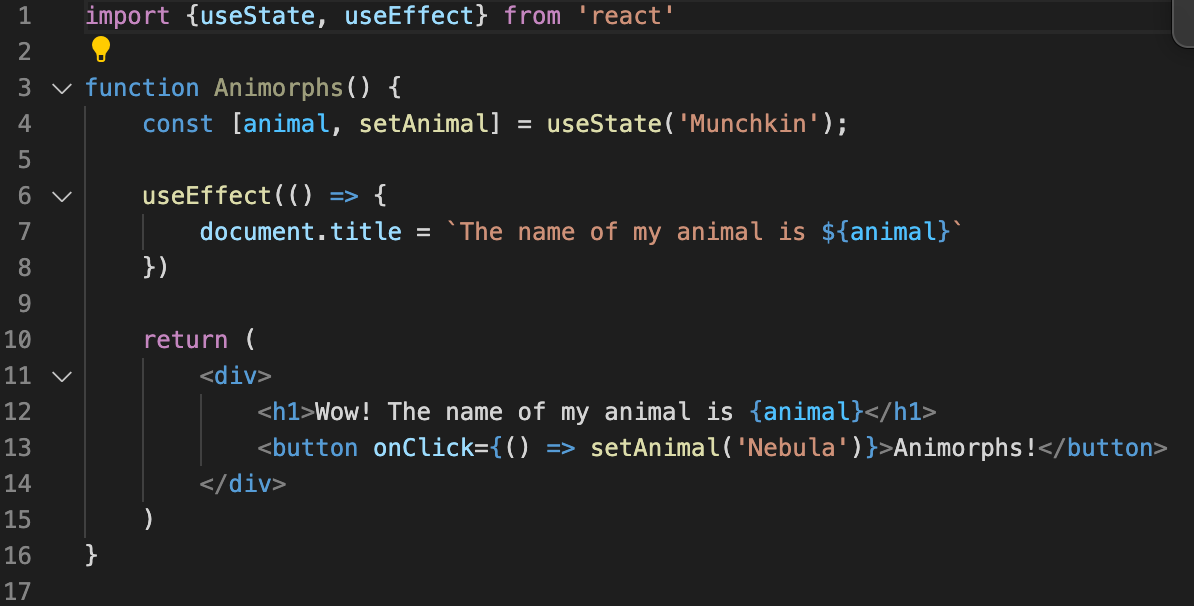 1 import {useState, useEffect} from 'react'
2
3 function Animorphs() {
4     const [animal, setAnimal] = useState('Munchkin');
5
6     useEffect(() => {
7         document.title = `The name of my animal is ${animal}`
8     })
9
10     return (
11         <div>
12             <h1>Wow! The name of my animal is {animal}</h1>
13             <button onClick={() => setAnimal('Nebula')}>Animorphs!</button>
14         </div>
15     )
16 }
17